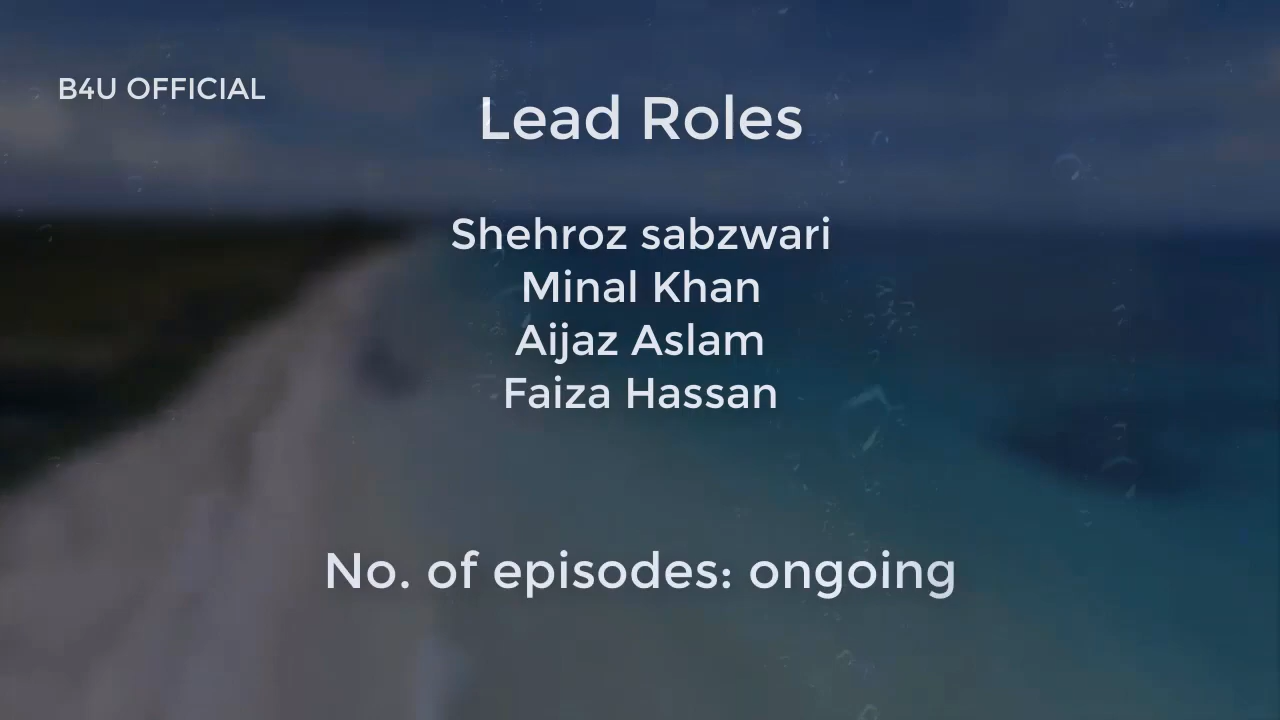 B4U OFFICIAL
Lead Roles
Shehroz sabzwari
Minal Khan
Aijaz Aslam
Faiza Hassan
No. of episodes: ongoing